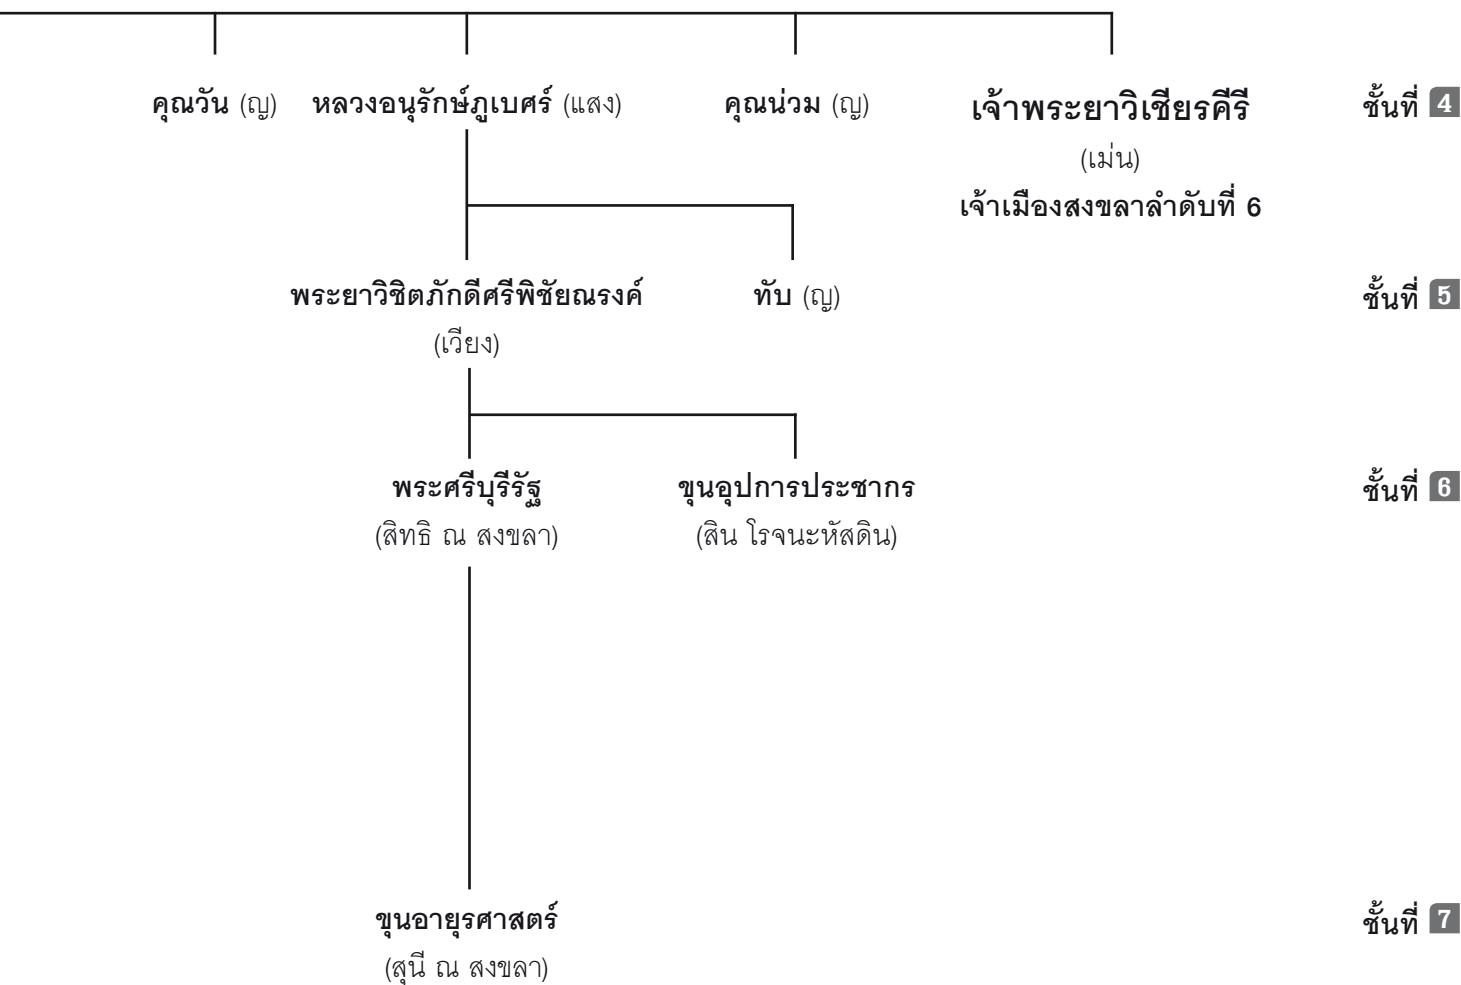 คุณวัน (ญ) หลวงอนุรักษ์ภูเบศร์ (แสง) คุณน่วม (ญ) เจ้าพระยาวิเชียรคีรี ชั้นที่ 4
(เม่น)
เจ้าเมืองสงขลาลำดับที่ 6
พระยาวิชิตภักดีศรีพิชัยณรงค์ ทับ (ญ) ชั้นที่ 5
(เวียง)
พระศรีบุรีรัฐ ขุนอุปการประชากร ชั้นที่ 6
(สิทธิ ณ สงขลา) (สิน โรจนะหัสดิน)
ขุนอายุรศาสตร์ ชั้นที่ 7
(สุนี ณ สงขลา)